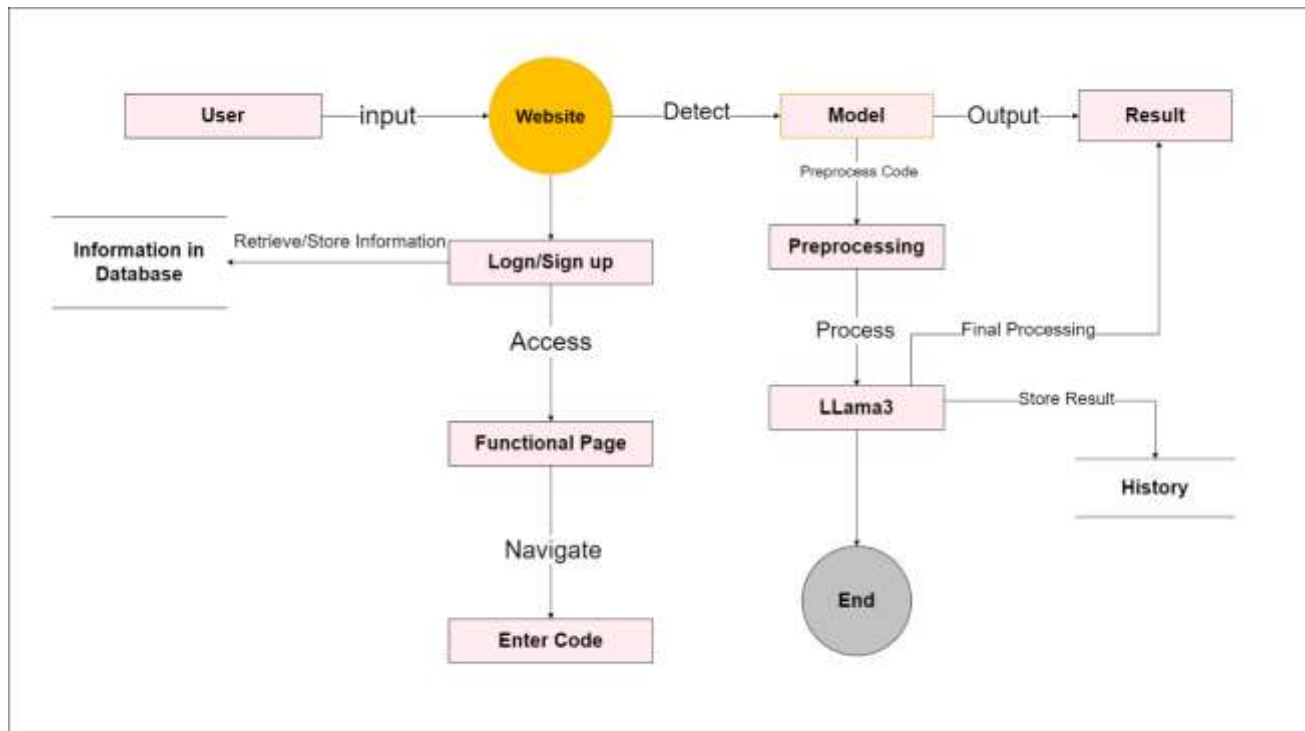 User
input
Website
Detect
Model
Output
Result
Preprocess Code
Information in
Database
Retrieve/Store Information
Logn/Sign up
Preprocessing
Access
Process
Final Processing
LLama3
Store Result
Functional Page
History
Navigate
End
Enter Code